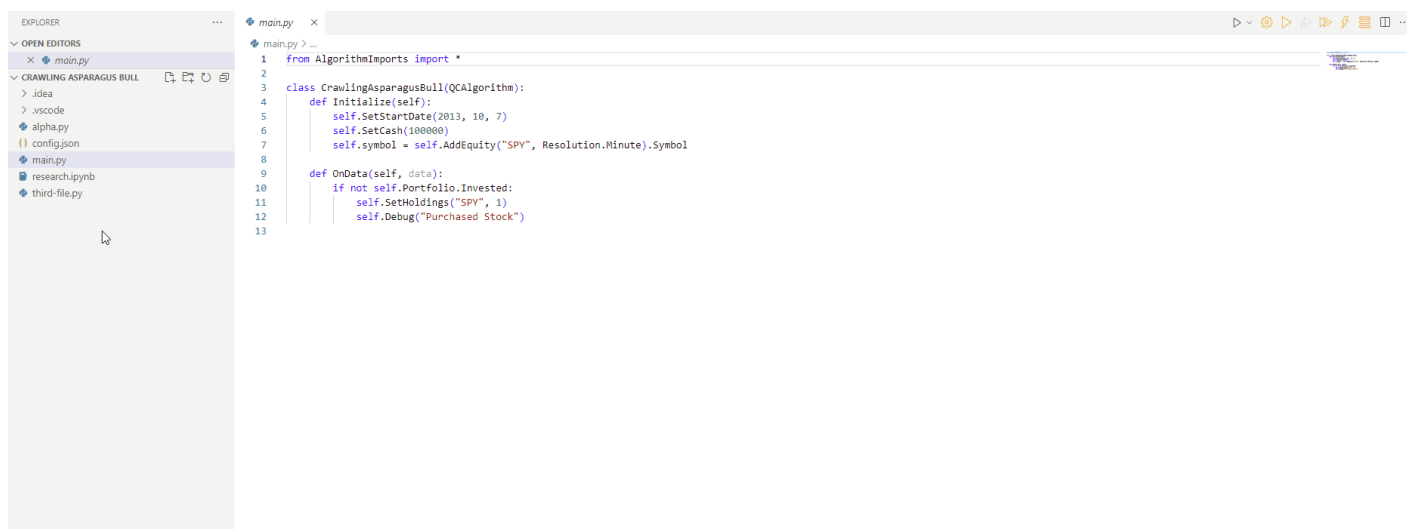 EXPLORER
OPEN EDITORS
main.py
CRAWLING ASPARAGUS BULL
.idea
.vscode
alpha.py
config.json
main.py
research.ipynb
third-file.py
main.py
main.py > ...
1 from AlgorithmImports import *
2
3 class CrawlingAsparagusBull(QCAlgorithm):
4     def Initialize(self):
5         self.SetStartDate(2013, 10, 7)
6         self.SetCash(100000)
7         self.symbol = self.AddEquity("SPY", Resolution.Minute).Symbol
8
9     def OnData(self, data):
10         if not self.Portfolio.Invested:
11             self.SetHoldings("SPY", 1)
12             self.Debug("Purchased Stock")
13